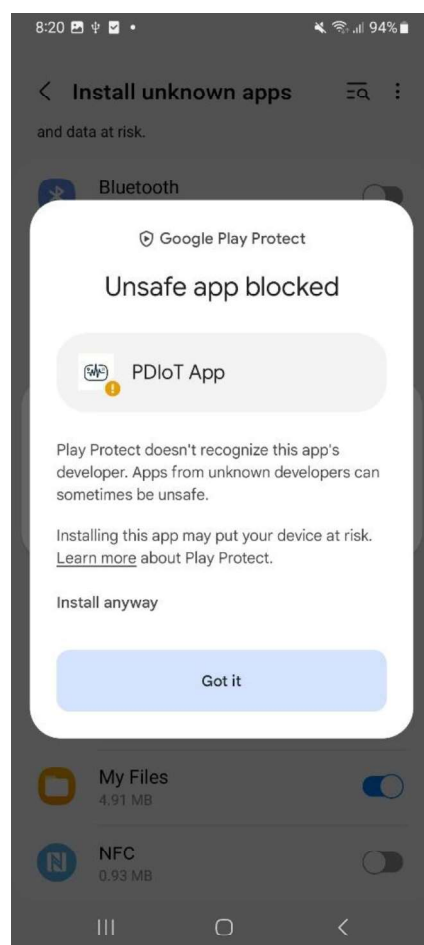 8:20 94%
Install unknown apps
and data at risk.
Bluetooth
Google Play Protect
Unsafe app blocked
PDIoT App
Play Protect doesn't recognize this app's
developer. Apps from unknown developers can
sometimes be unsafe.
Installing this app may put your device at risk.
Learn more about Play Protect.
Install anyway
Got it
My Files
4.91 MB
NFC
0.93 MB